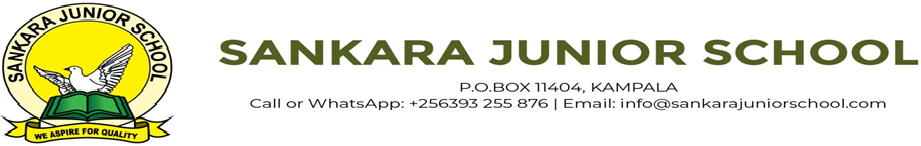 SANKARA JUNIOR SCHOOL
WE ASPIRE FOR QUALITY
SANKARA JUNIOR SCHOOL
P.O.BOX 11404, KAMPALA
Call or WhatsApp: +256393 255 876 | Email: info@sankarajuniorschool.com